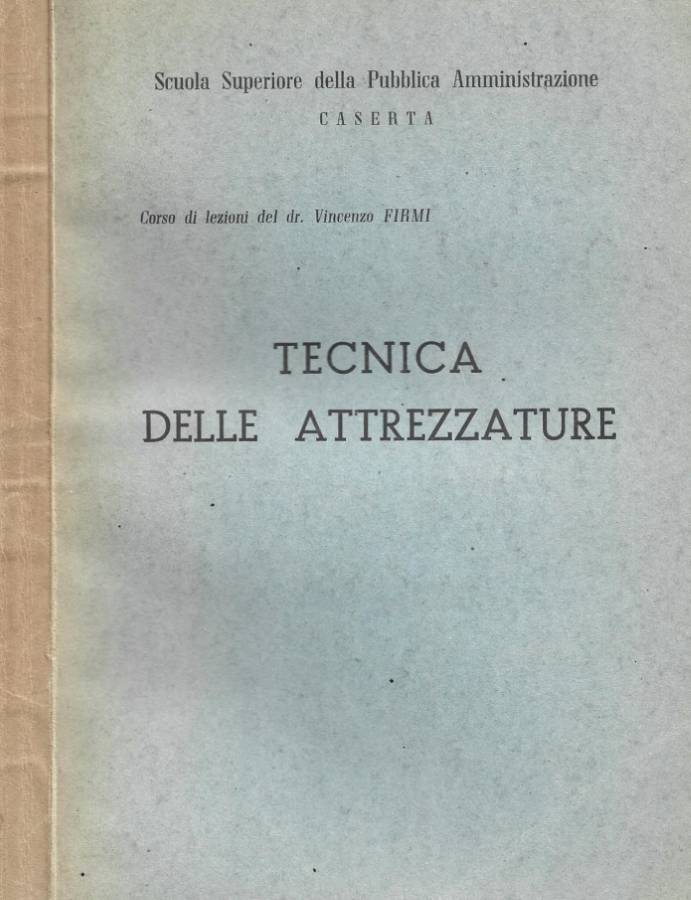 Scuola Superiore della Pubblica Amministrazione
CASERTA
Corso di lezioni del dr. Vincenzo FIRMI
TECNICA
DELLE ATTREZZATURE